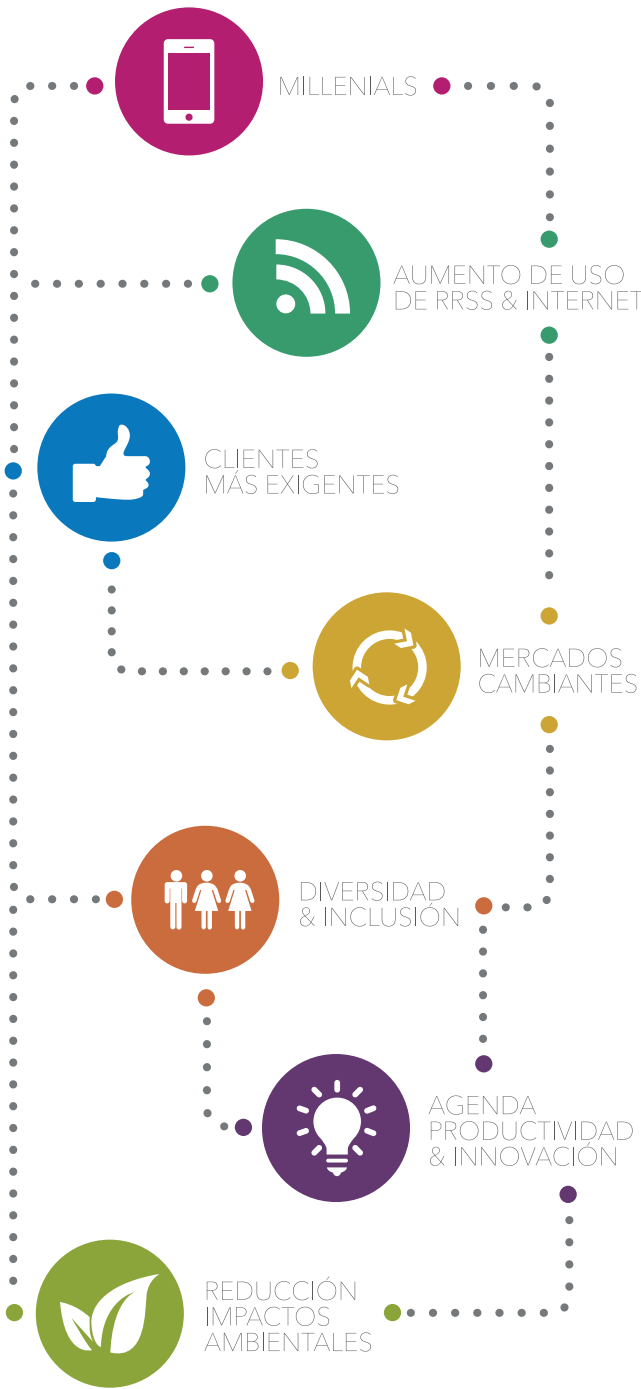 MILLENIALS
AUMENTO DE USO
DE RRSS & INTERNET
CLIENTES
MÁS EXIGENTES
MERCADOS
CAMBIANTES
DIVERSIDAD
& INCLUSIÓN
AGENDA
PRODUCTIVIDAD
& INNOVACIÓN
REDUCCIÓN
IMPACTOS
AMBIENTALES